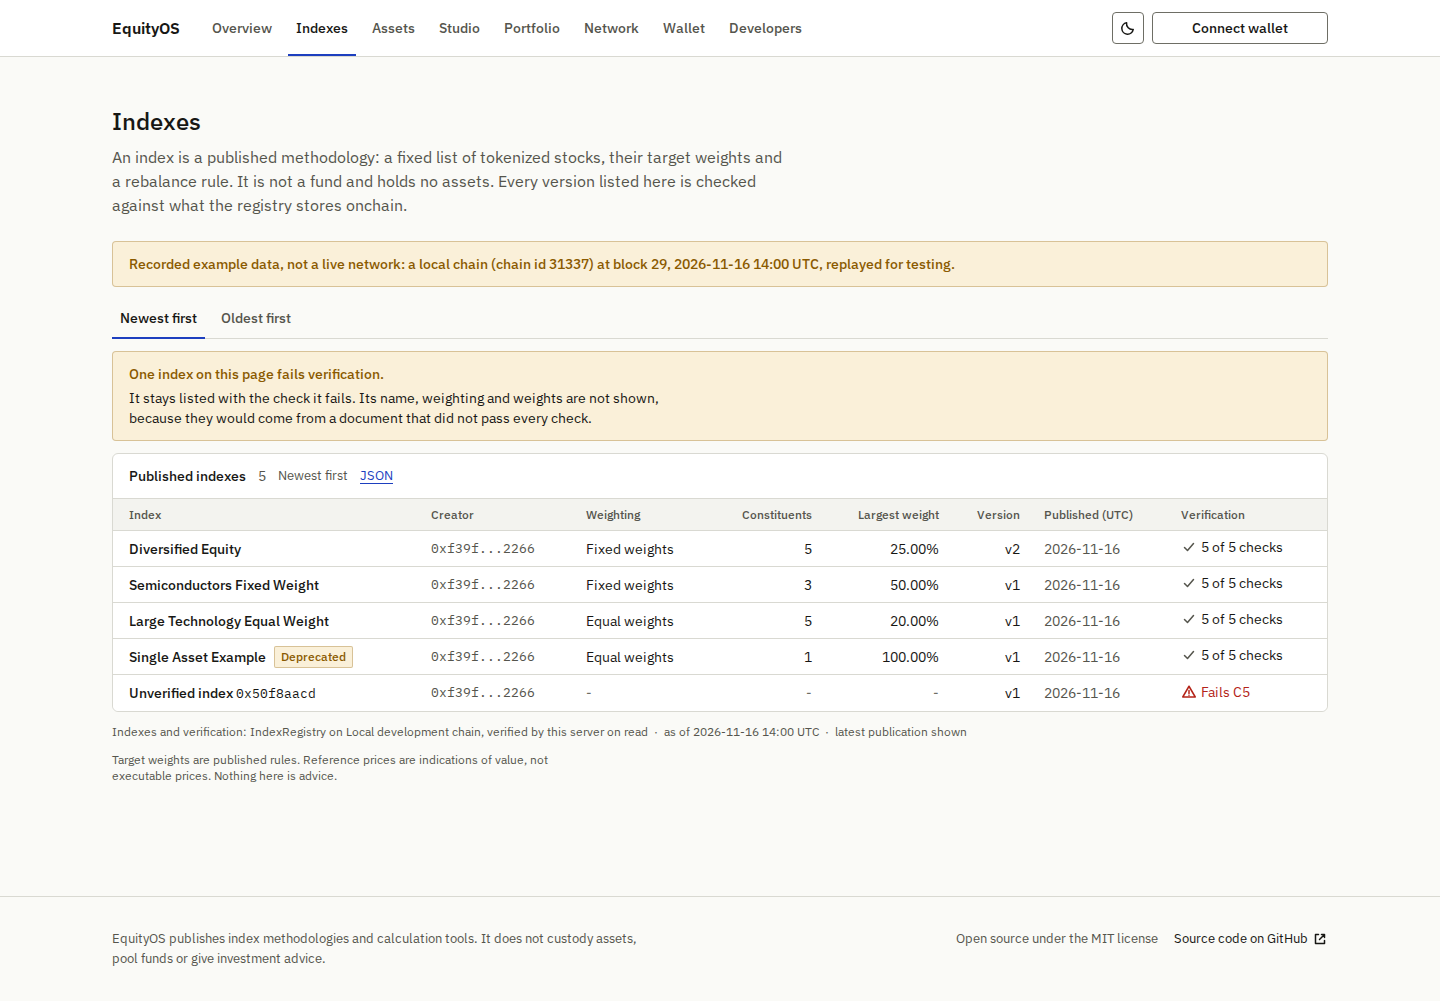 EquityOS Overview Indexes Assets Studio Portfolio Network Wallet Developers Connect wallet
Indexes
An index is a published methodology: a fixed list of tokenized stocks, their target weights and
a rebalance rule. It is not a fund and holds no assets. Every version listed here is checked
against what the registry stores onchain.
Recorded example data, not a live network: a local chain (chain id 31337) at block 29, 2026-11-16 14:00 UTC, replayed for testing.
Newest first Oldest first
One index on this page fails verification.
It stays listed with the check it fails. Its name, weighting and weights are not shown,
because they would come from a document that did not pass every check.
Published indexes 5 Newest first JSON
Index Creator Weighting Constituents Largest weight Version Published (UTC) Verification
Diversified Equity 0xf39f...2266 Fixed weights 5 25.00% v2 2026-11-16 5 of 5 checks
Semiconductors Fixed Weight 0xf39f...2266 Fixed weights 3 50.00% v1 2026-11-16 5 of 5 checks
Large Technology Equal Weight 0xf39f...2266 Equal weights 5 20.00% v1 2026-11-16 5 of 5 checks
Single Asset Example Deprecated 0xf39f...2266 Equal weights 1 100.00% v1 2026-11-16 5 of 5 checks
Unverified index 0x50f8aacd 0xf39f...2266 - - - v1 2026-11-16 Fails C5
Indexes and verification: IndexRegistry on Local development chain, verified by this server on read · as of 2026-11-16 14:00 UTC · latest publication shown
Target weights are published rules. Reference prices are indications of value, not
executable prices. Nothing here is advice.
EquityOS publishes index methodologies and calculation tools. It does not custody assets,
pool funds or give investment advice.
Open source under the MIT license Source code on GitHub